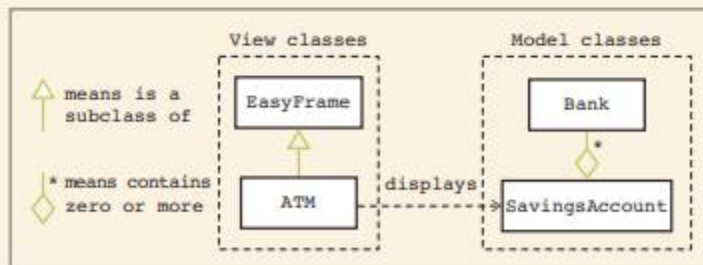 View classes
Model classes
means is a
subclass of
* means contains
zero or more
EasyFrame
ATM
displays
Bank
*
SavingsAccount